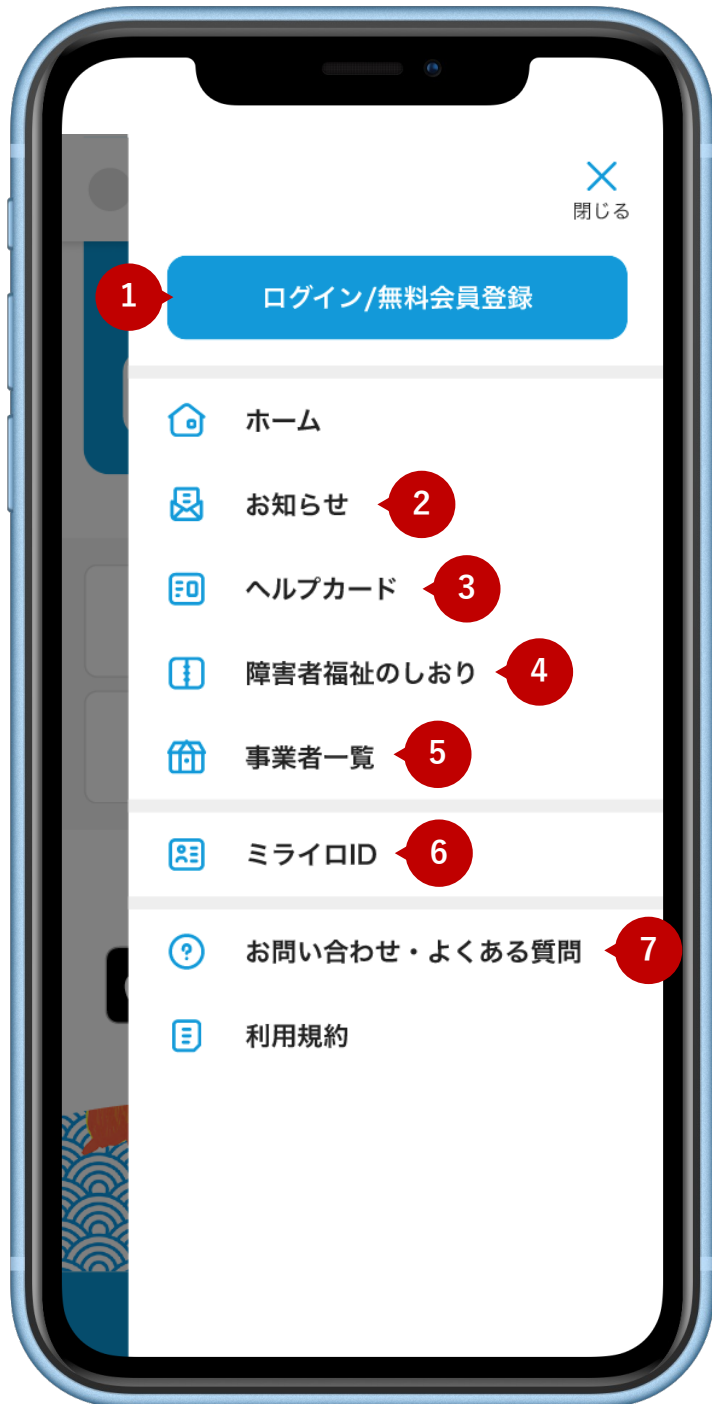 閉じる
1 ログイン/無料会員登録
ホーム
お知らせ 2
ヘルプカード 3
障害者福祉のしおり 4
事業者一覧 5
ミライロID 6
お問い合わせ・よくある質問 7
利用規約